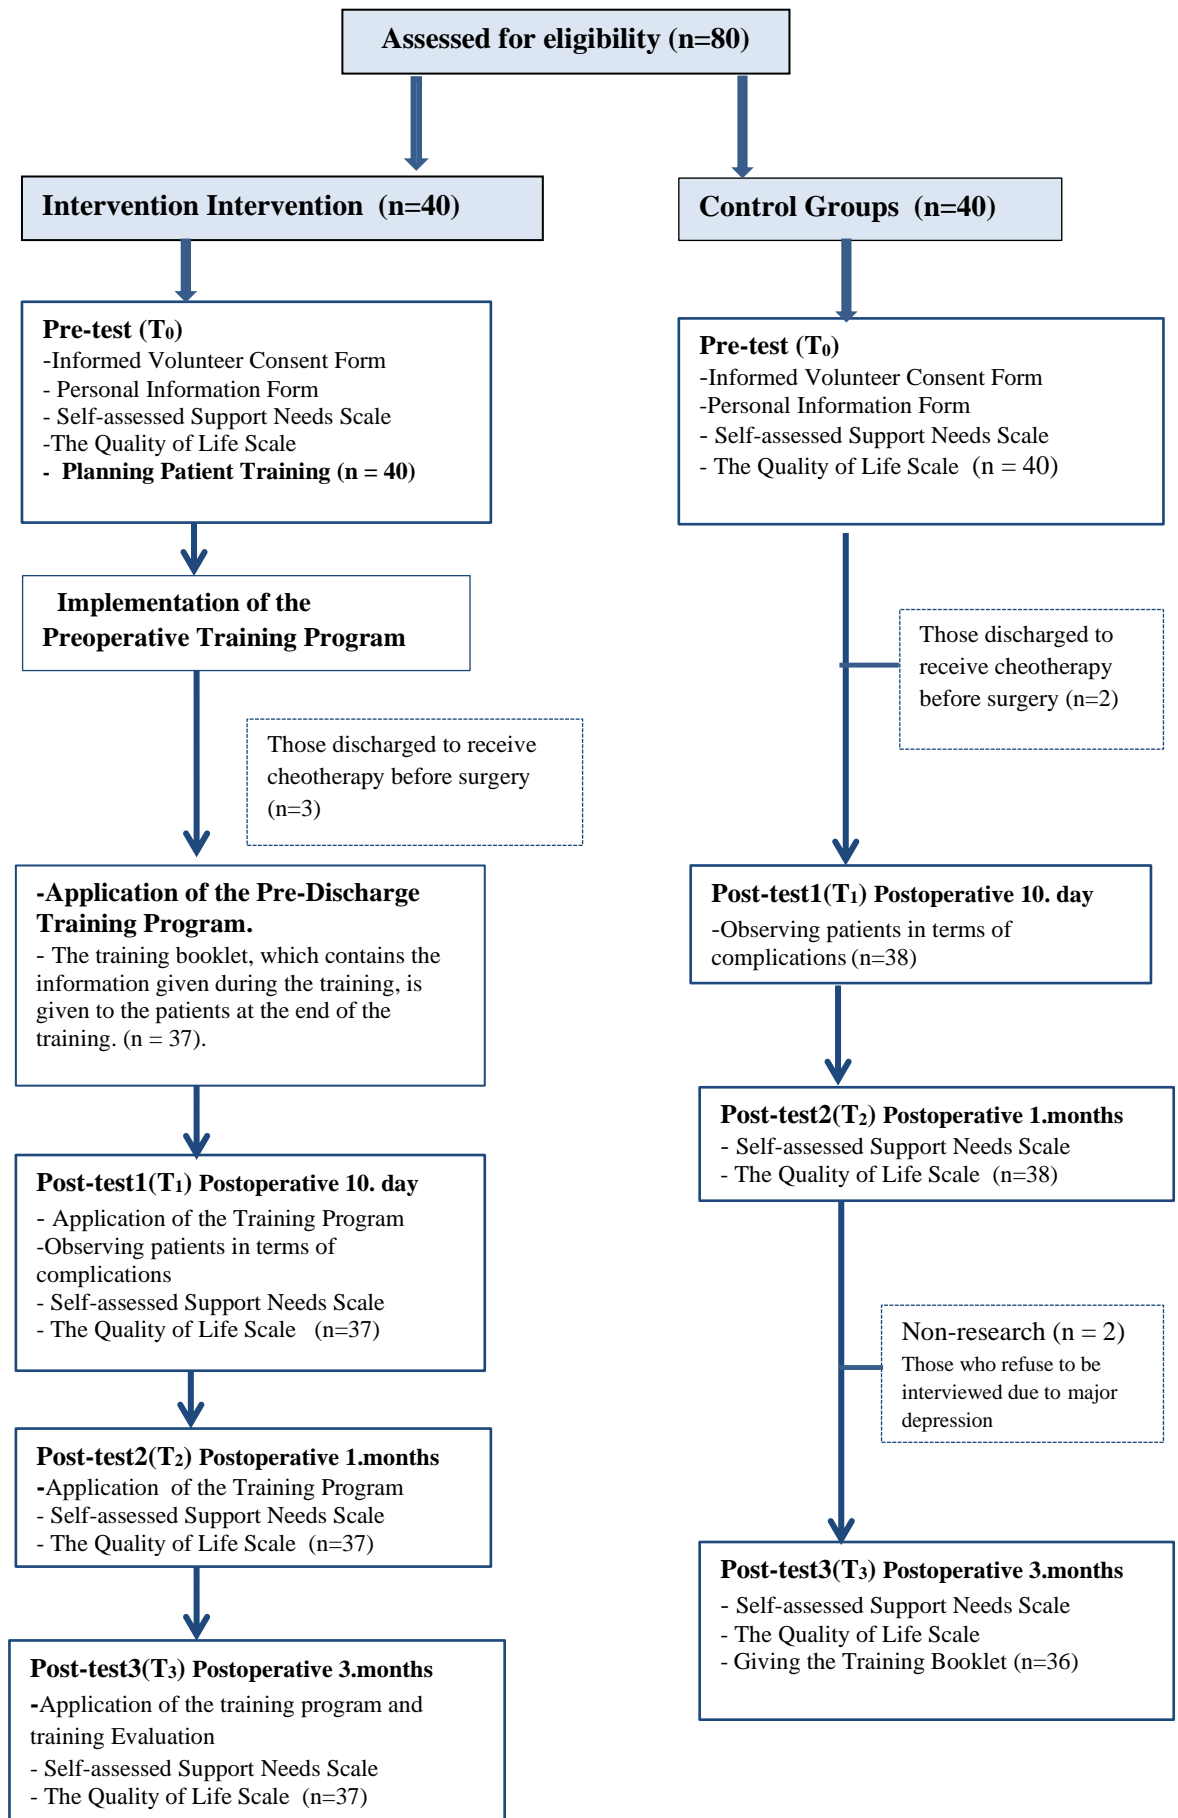 Assessed for eligibility (n=80)
Intervention Intervention (n=40)
Pre-test (T0)
-Informed Volunteer Consent Form
- Personal Information Form
- Self-assessed Support Needs Scale
-The Quality of Life Scale
- Planning Patient Training (n = 40)
Implementation of the
Preoperative Training Program
Those discharged to receive
cheotherapy before surgery
(n=3)
-Application of the Pre-Discharge
Training Program.
- The training booklet, which contains the
information given during the training, is
given to the patients at the end of the
training. (n = 37).
Post-test1(T1) Postoperative 10. day
- Application of the Training Program
-Observing patients in terms of
complications
- Self-assessed Support Needs Scale
- The Quality of Life Scale (n=37)
Post-test2(T2) Postoperative 1.months
-Application of the Training Program
- Self-assessed Support Needs Scale
- The Quality of Life Scale (n=37)
Post-test3(T3) Postoperative 3.months
-Application of the training program and
training Evaluation
- Self-assessed Support Needs Scale
- The Quality of Life Scale (n=37)
Control Groups (n=40)
Pre-test (T0)
-Informed Volunteer Consent Form
-Personal Information Form
- Self-assessed Support Needs Scale
- The Quality of Life Scale (n = 40)
Those discharged to
receive cheotherapy
before surgery (n=2)
Post-test1(T1) Postoperative 10. day
-Observing patients in terms of
complications (n=38)
Post-test2(T2) Postoperative 1.months
- Self-assessed Support Needs Scale
- The Quality of Life Scale (n=38)
Non-research (n = 2)
Those who refuse to be
interviewed due to major
depression
Post-test3(T3) Postoperative 3.months
- Self-assessed Support Needs Scale
- The Quality of Life Scale
- Giving the Training Booklet (n=36)